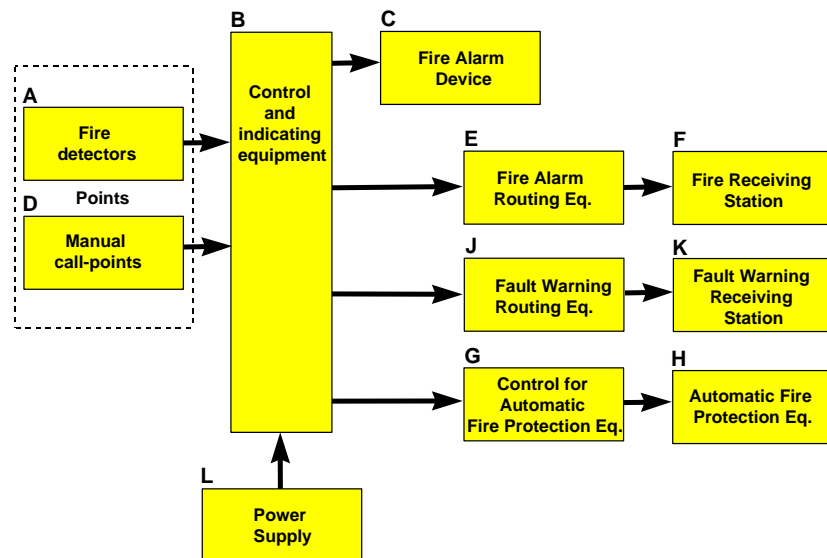 B
C
Control
and
indicating
equipment
Fire Alarm
Device
A
Fire
detectors
Points
D
Manual
call-points
E
Fire Alarm
Routing Eq.
F
Fire Receiving
Station
J
Fault Warning
Routing Eq.
K
Fault Warning
Receiving
Station
G
Control for
Automatic
Fire Protection Eq.
H
Automatic Fire
Protection Eq.
L
Power
Supply